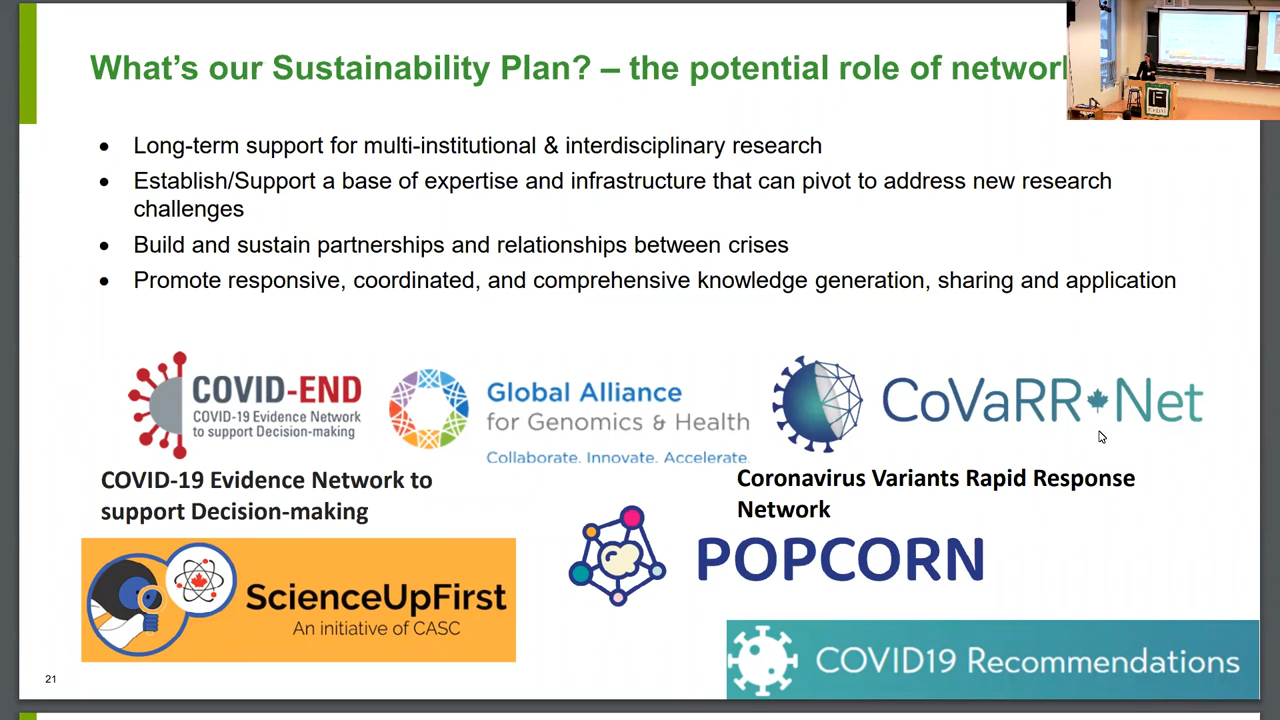 What's our Sustainability Plan? – the potential role of network
• Long-term support for multi-institutional & interdisciplinary research
• Establish/Support a base of expertise and infrastructure that can pivot to address new research
challenges
• Build and sustain partnerships and relationships between crises
• Promote responsive, coordinated, and comprehensive knowledge generation, sharing and application
COVID-END
COVID-19 Evidence Network
to support Decision-making
Global Alliance
for Genomics & Health
Collaborate. Innovate. Accelerate.
CoVaRR Net
COVID-19 Evidence Network to
support Decision-making
Coronavirus Variants Rapid Response
Network
POPCORN
ScienceUpFirst
An initiative of CASC
COVID19 Recommendations
21